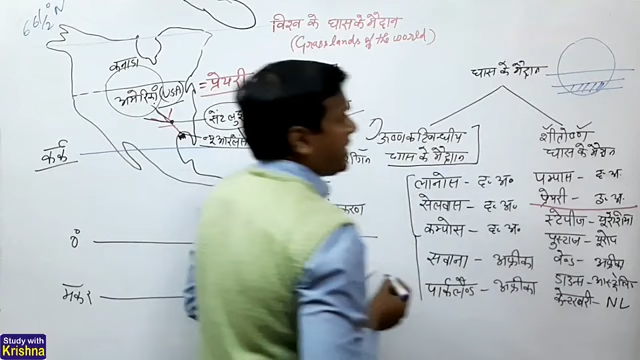 66½°N
विश्व के घास के मैदान
(Grasslands of the world)
कनाडा
अमेरिका (USA)
= प्रेयरी
सेंट लुई
कर्क
0°
मकर
घास के मैदान
उष्ण कटिबन्धीय
घास के मैदान
लानोस - द॰ अ॰
सेलवास - द॰ अ॰
कम्पोस - द॰ अ॰
सवाना - अफ्रीका
पार्कलैण्ड - अफ्रीका
शीतोष्ण
घास के मैदान
पम्पास - द॰ अ॰
प्रेयरी - उ॰ अ॰
स्टेपीज - यूरेशिया
पुस्टाज - यूरोप
वेल्ड - अफ्रीका
डाउन्स - आस्ट्रेलिया
केन्टरबरी - NL
Study with
Krishna